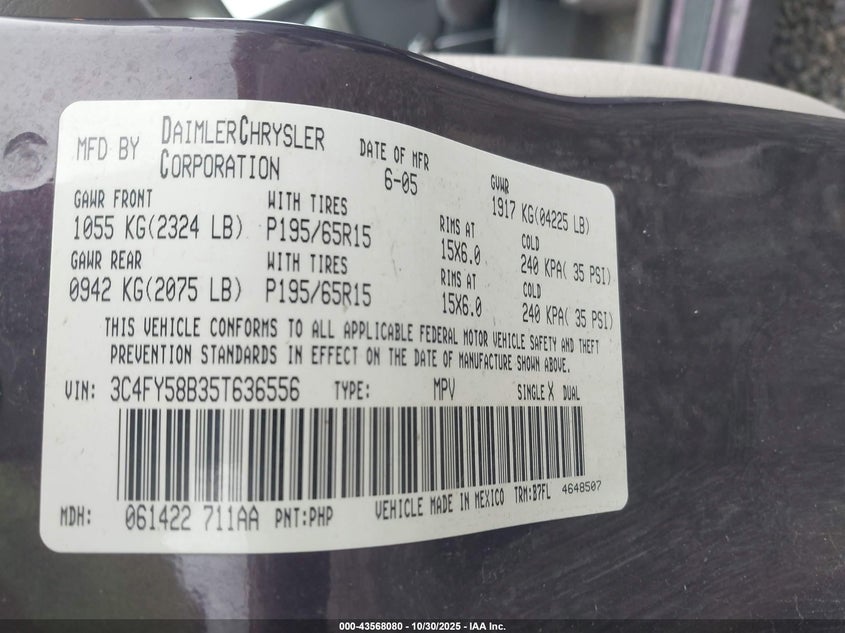 MFD BY DAIMLERCHRYSLER CORPORATION
DATE OF MFR 6-05
GVWR 1917 KG(04225 LB)
GAWR FRONT WITH TIRES RIMS AT COLD
1055 KG(2324 LB) P195/65R15 15X6.0 240 KPA( 35 PSI)
GAWR REAR WITH TIRES RIMS AT COLD
0942 KG(2075 LB) P195/65R15 15X6.0 240 KPA( 35 PSI)
THIS VEHICLE CONFORMS TO ALL APPLICABLE FEDERAL MOTOR VEHICLE SAFETY AND THEFT
PREVENTION STANDARDS IN EFFECT ON THE DATE OF MANUFACTURE SHOWN ABOVE.
VIN: 3C4FY58B35T636556 TYPE: MPV SINGLE X DUAL
MDH: 061422 711AA PNT:PHP VEHICLE MADE IN MEXICO TRM:B7FL 4648507
000-43568080 - 10/30/2025 - IAA Inc.